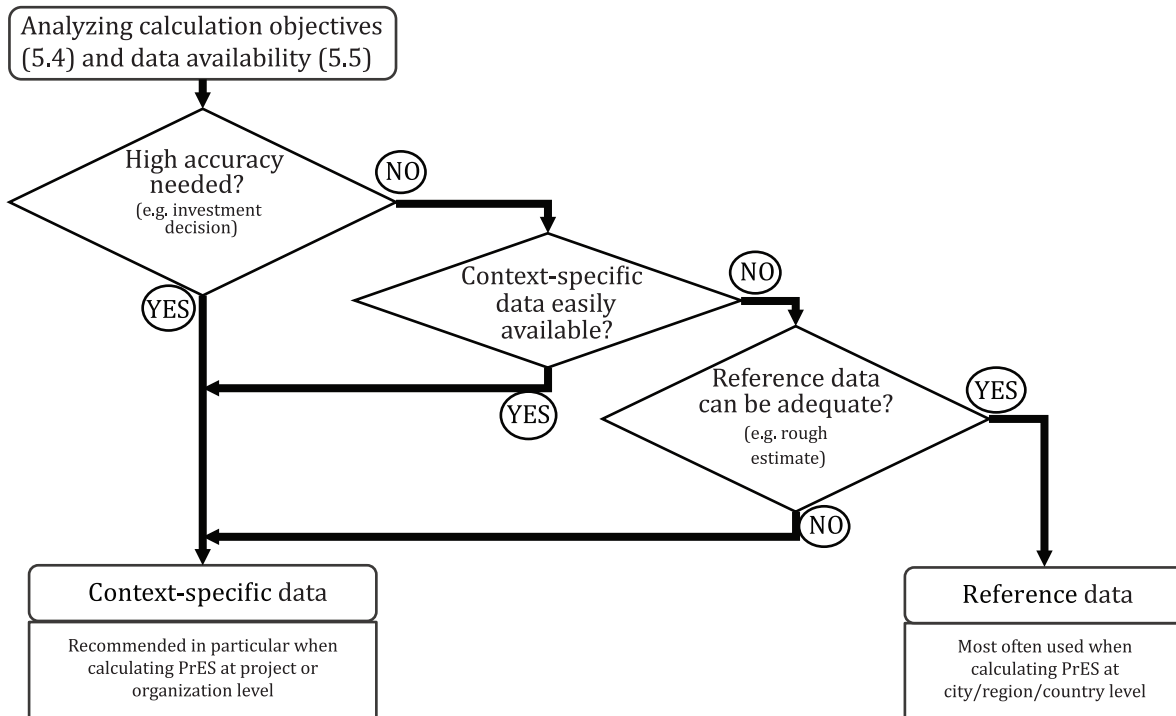 Analyzing calculation objectives
(5.4) and data availability (5.5)
High accuracy
needed?
(e.g. investment
decision)
NO
YES
Context-specific
data easily
available?
NO
YES
Reference data
can be adequate?
(e.g. rough
estimate)
YES
NO
Context-specific data
Recommended in particular when
calculating PrES at project or
organization level
Reference data
Most often used when
calculating PrES at
city/region/country level